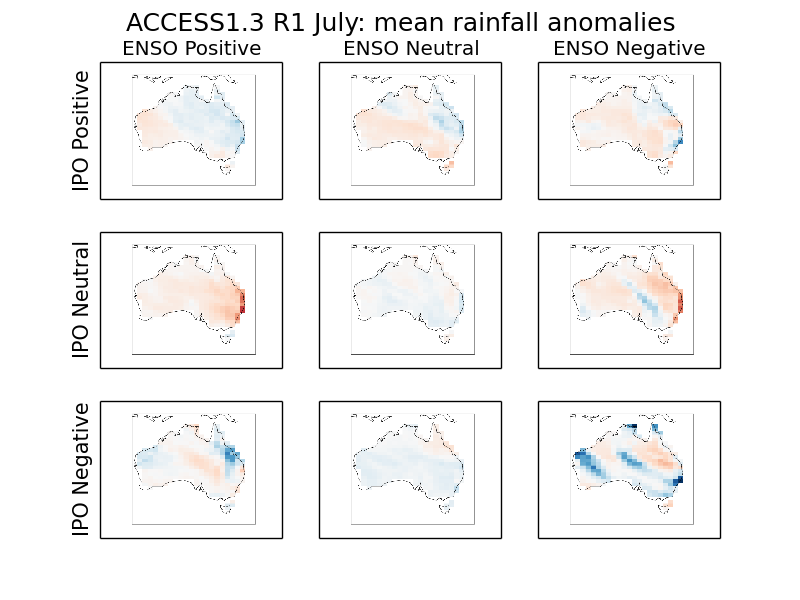 ACCESS1.3 R1 July: mean rainfall anomalies
ENSO Positive
ENSO Neutral
ENSO Negative
IPO Positive
IPO Neutral
IPO Negative